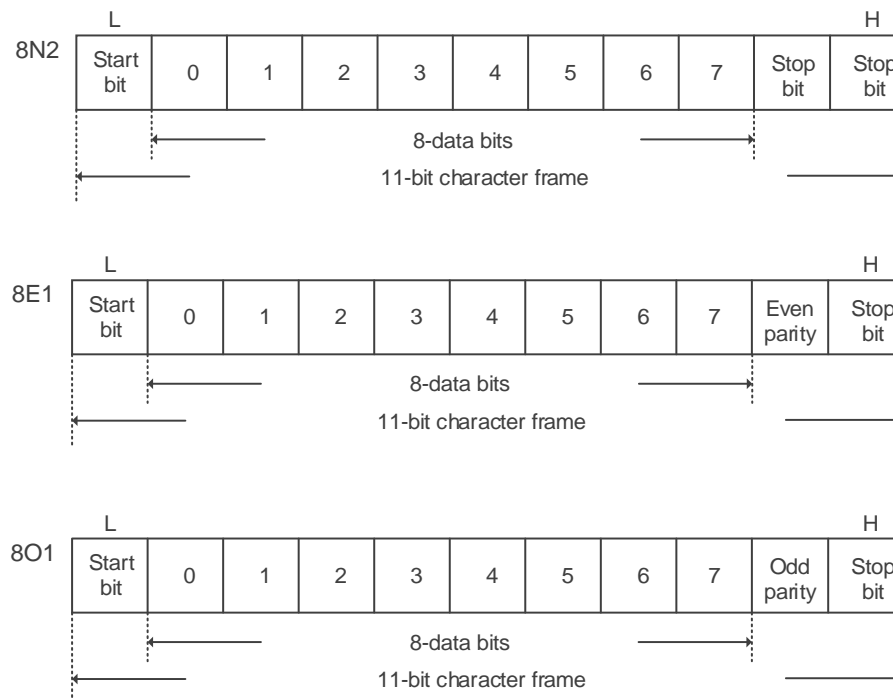 L H
8N2
Start bit 0 1 2 3 4 5 6 7 Stop bit Stop bit
8-data bits
11-bit character frame
L H
8E1
Start bit 0 1 2 3 4 5 6 7 Even parity Stop bit
8-data bits
11-bit character frame
L H
8O1
Start bit 0 1 2 3 4 5 6 7 Odd parity Stop bit
8-data bits
11-bit character frame